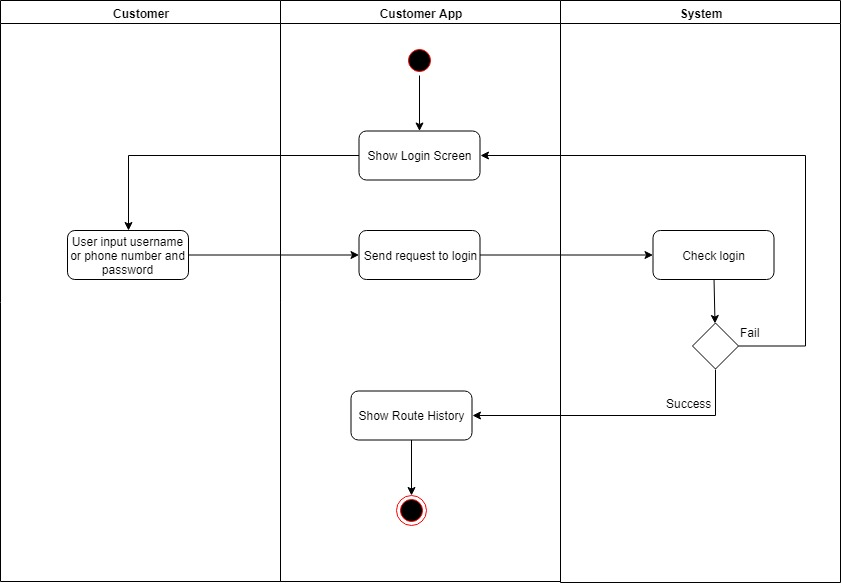 Customer
Customer App
System
Show Login Screen
User input username
or phone number and
password
Send request to login
Check login
Fail
Success
Show Route History